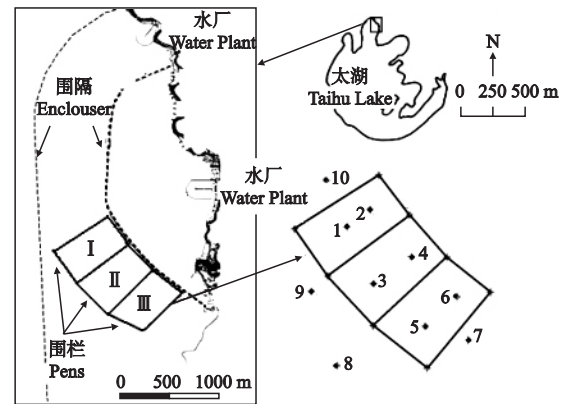 水厂
Water Plant
围隔
Enclouser
水厂
Water Plant
Ⅰ
Ⅱ
Ⅲ
围栏
Pens
0 500 1000 m
太湖
Taihu Lake
N
0 250 500 m
10
2
1
4
3
9
6
5
7
8